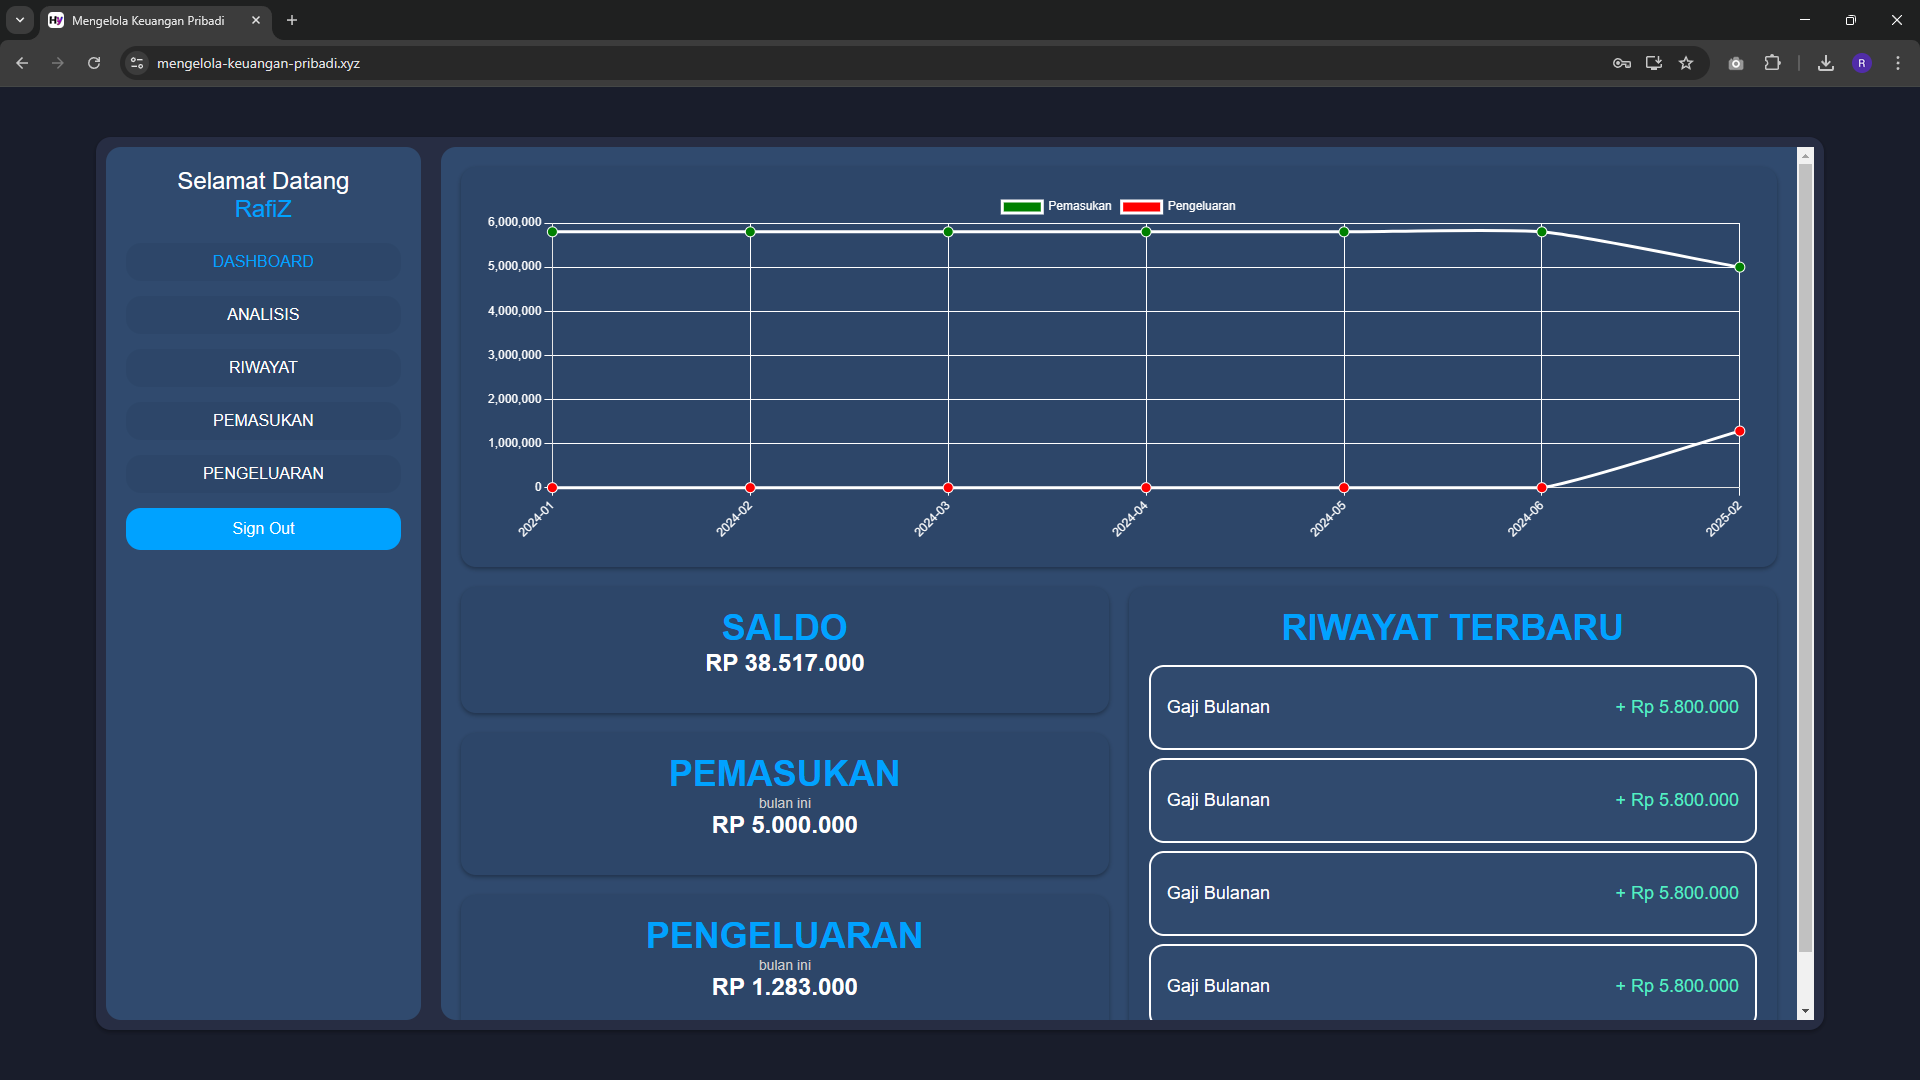 Mengelola Keuangan Pribadi
mengelola-keuangan-pribadi.xyz
R
Selamat Datang
RafiZ
DASHBOARD
ANALISIS
RIWAYAT
PEMASUKAN
PENGELUARAN
Sign Out
Pemasukan Pengeluaran
6,000,000
5,000,000
4,000,000
3,000,000
2,000,000
1,000,000
0
2024-01 2024-02 2024-03 2024-04 2024-05 2024-06 2025-02
SALDO
RP 38.517.000
PEMASUKAN
bulan ini
RP 5.000.000
PENGELUARAN
bulan ini
RP 1.283.000
RIWAYAT TERBARU
Gaji Bulanan + Rp 5.800.000
Gaji Bulanan + Rp 5.800.000
Gaji Bulanan + Rp 5.800.000
Gaji Bulanan + Rp 5.800.000